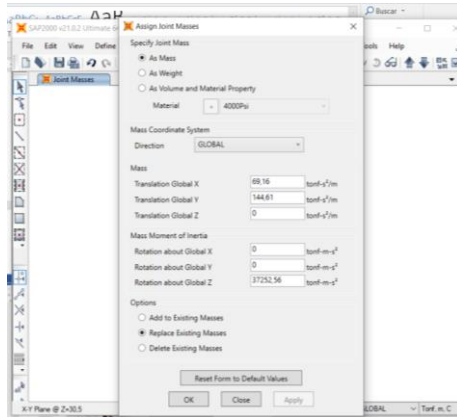 Buscar
SAP2000 v21.0.2 Ultimate
Assign Joint Masses
File Edit View Define
Help
Joint Masses
Specify Joint Mass
As Mass
As Weight
As Volume and Material Property
Material + 4000Psi
Mass Coordinate System
Direction GLOBAL
Mass
Translation Global X 69,16 tonf-s²/m
Translation Global Y 144,61 tonf-s²/m
Translation Global Z 0 tonf-s²/m
Mass Moment of Inertia
Rotation about Global X 0 tonf-m-s²
Rotation about Global Y 0 tonf-m-s²
Rotation about Global Z 37252,56 tonf-m-s²
Options
Add to Existing Masses
Replace Existing Masses
Delete Existing Masses
Reset Form to Default Values
OK Close Apply
X-Y Plane @ Z=30.5
Tonf, m, C